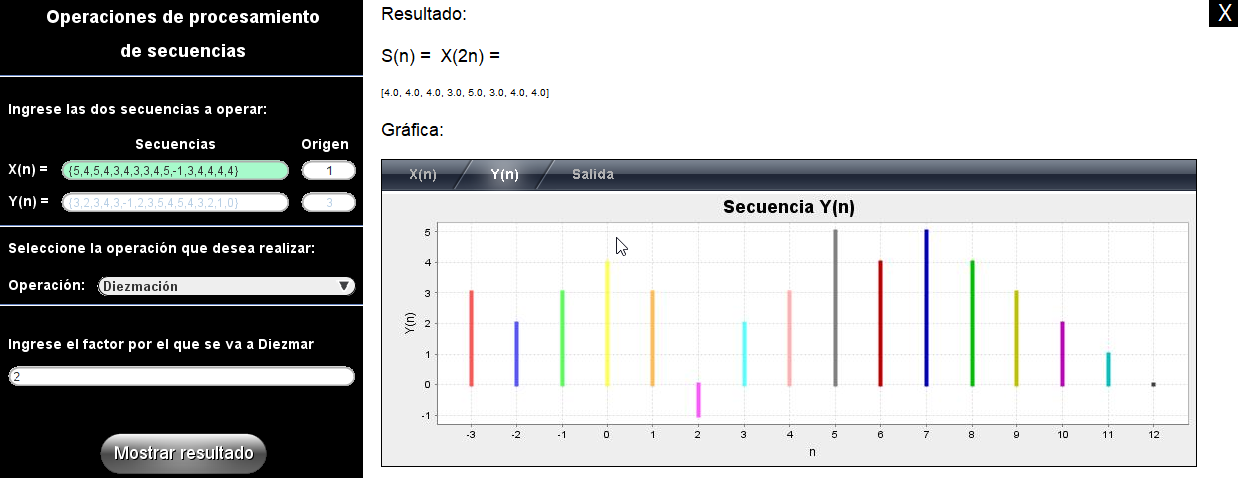 Operaciones de procesamiento
de secuencias
Ingrese las dos secuencias a operar:
Secuencias Origen
X(n) = {5,4,5,4,3,4,3,3,4,5,-1,3,4,4,4,4} 1
Y(n) = {3,2,3,4,3,-1,2,3,5,4,5,4,3,2,1,0} 3
Seleccione la operación que desea realizar:
Operación: Diezmación
Ingrese el factor por el que se va a Diezmar
2
Mostrar resultado
X
Resultado:
S(n) = X(2n) =
[4.0, 4.0, 4.0, 3.0, 5.0, 3.0, 4.0, 4.0]
Gráfica:
X(n) Y(n) Salida
Secuencia Y(n)
Y(n)
5
4
3
2
1
0
-1
-3 -2 -1 0 1 2 3 4 5 6 7 8 9 10 11 12
n